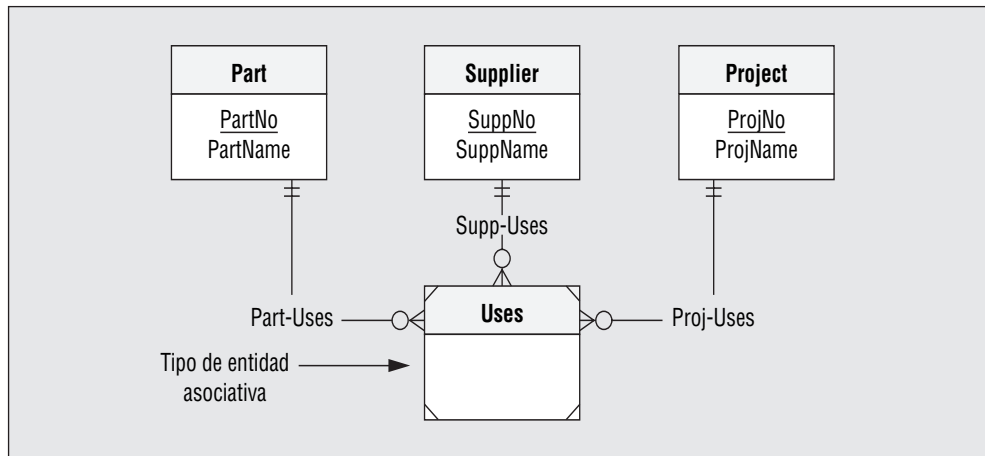 Part
PartNo
PartName
Supplier
SuppNo
SuppName
Project
ProjNo
ProjName
Supp-Uses
Part-Uses
Uses
Proj-Uses
Tipo de entidad
asociativa